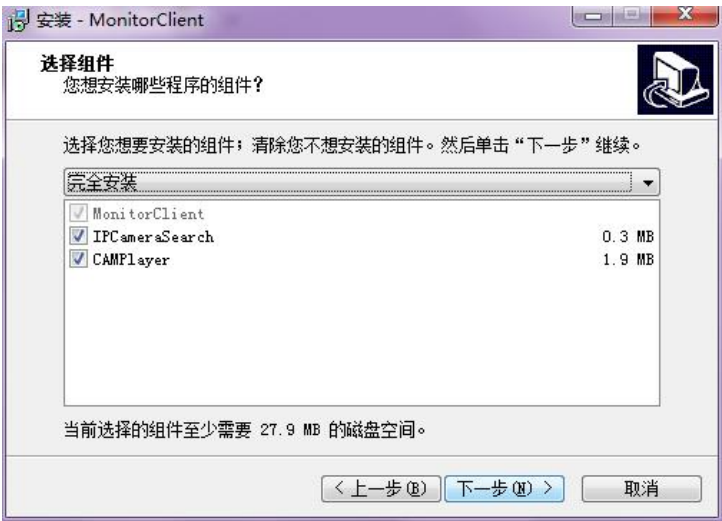 安装 - MonitorClient
选择组件
您想安装哪些程序的组件?
选择您想要安装的组件;清除您不想安装的组件。然后单击“下一步”继续。
完全安装
MonitorClient
IPCameraSearch 0.3 MB
CAMPlayer 1.9 MB
当前选择的组件至少需要 27.9 MB 的磁盘空间。
< 上一步(B) 下一步(N) > 取消